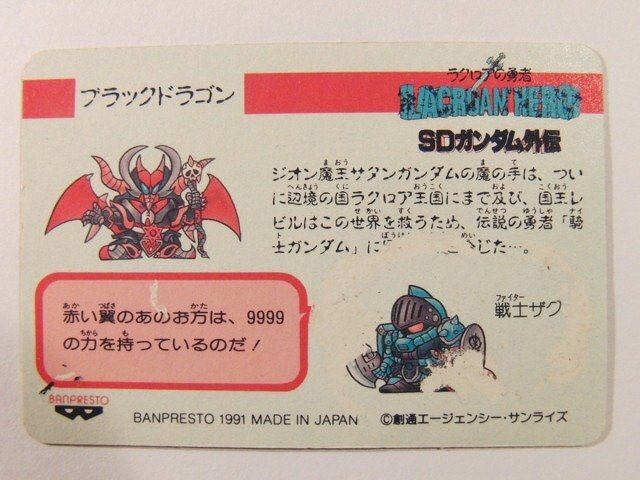 ブラックドラゴン
ラクロアの勇者
LACROAN' HERO
SDガンダム外伝
ジオン魔王サタンガンダムの魔の手は、つい
に辺境の国ラクロア王国にまで及び、国王レ
ビルはこの世界を救うため、伝説の勇者「騎
士ガンダム」に じた…。
赤い翼のあのお方は、9999
の力を持っているのだ!
ファイター
戦士ザク
BANPRESTO
BANPRESTO 1991 MADE IN JAPAN
©創通エージェンシー・サンライズ